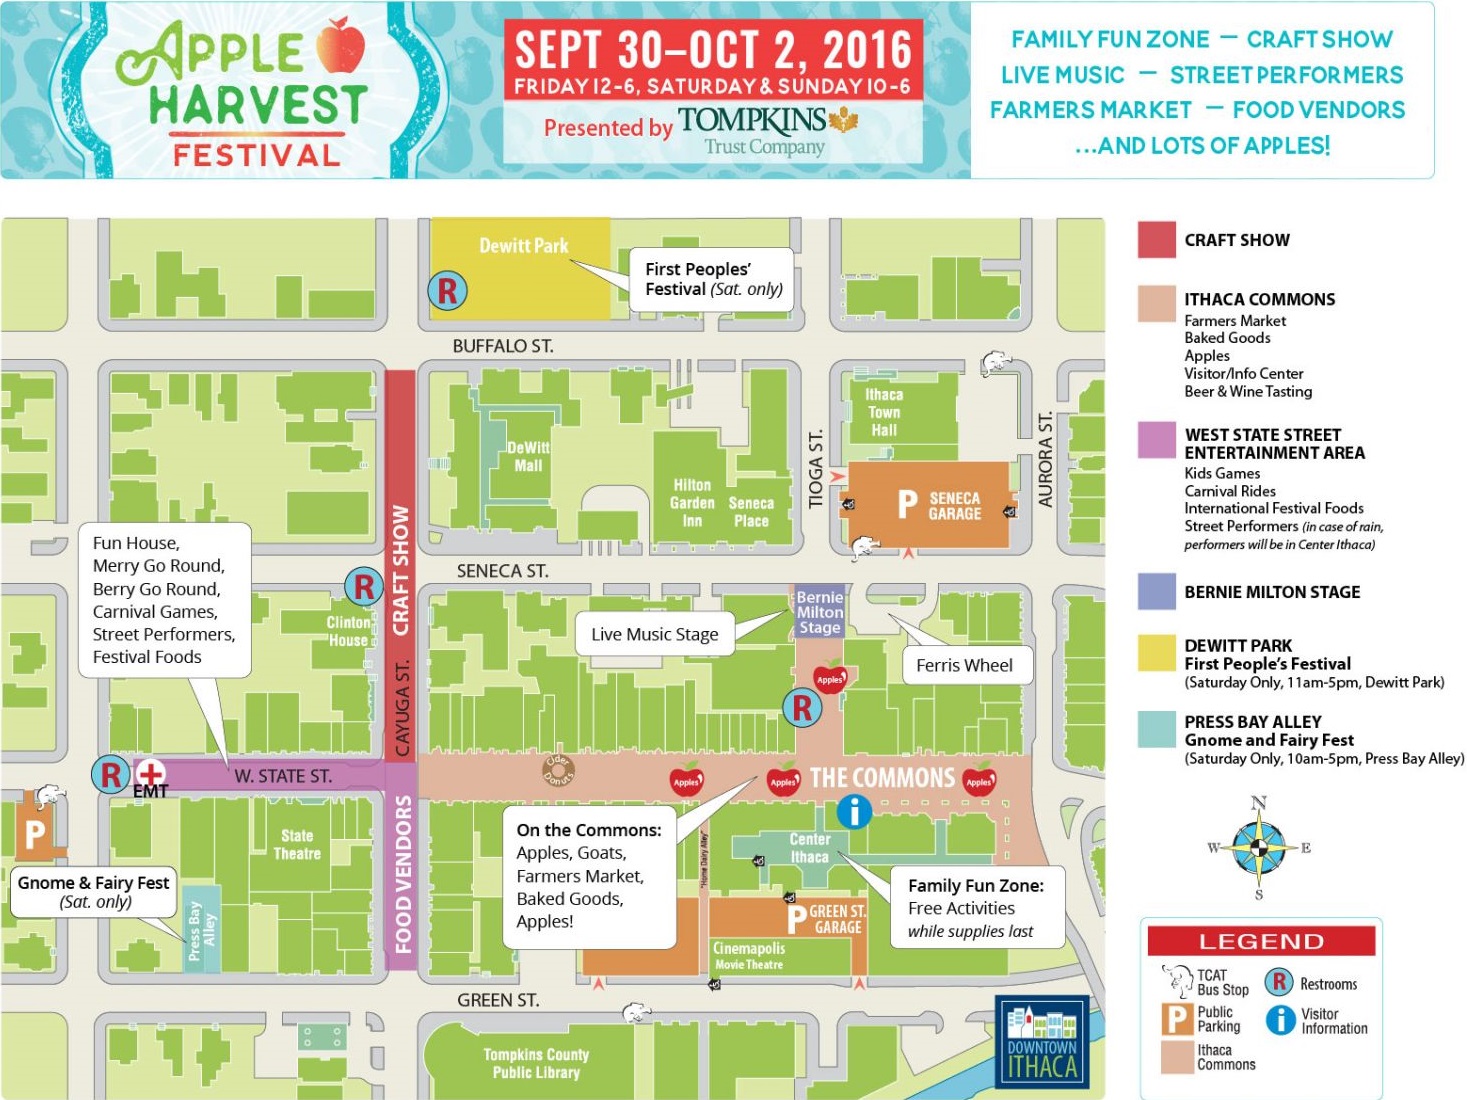 APPLE
HARVEST
FESTIVAL
SEPT 30–OCT 2, 2016
FRIDAY 12-6, SATURDAY & SUNDAY 10-6
Presented by TOMPKINS
Trust Company
FAMILY FUN ZONE — CRAFT SHOW
LIVE MUSIC — STREET PERFORMERS
FARMERS MARKET — FOOD VENDORS
...AND LOTS OF APPLES!
Dewitt Park
R
First Peoples'
Festival (Sat. only)
BUFFALO ST.
DeWitt
Mall
Hilton
Garden
Inn
Seneca
Place
TIOGA ST.
Ithaca
Town
Hall
P SENECA
GARAGE
AURORA ST.
CRAFT SHOW
CAYUGA ST.
Fun House,
Merry Go Round,
Berry Go Round,
Carnival Games,
Street Performers,
Festival Foods
SENECA ST.
R
Clinton
House
Live Music Stage
Bernie
Milton
Stage
Ferris Wheel
Apples
R
R
EMT
W. STATE ST.
Cider
Donuts
Apples
Apples
THE COMMONS
Apples
i
P
State
Theatre
FOOD VENDORS
Gnome & Fairy Fest
(Sat. only)
Press Bay
Alley
On the Commons:
Apples, Goats,
Farmers Market,
Baked Goods,
Apples!
"Home Dairy Alley"
Center
Ithaca
Family Fun Zone:
Free Activities
while supplies last
P GREEN ST.
GARAGE
Cinemapolis
Movie Theatre
GREEN ST.
Tompkins County
Public Library
DOWNTOWN
ITHACA
CRAFT SHOW
ITHACA COMMONS
Farmers Market
Baked Goods
Apples
Visitor/Info Center
Beer & Wine Tasting
WEST STATE STREET
ENTERTAINMENT AREA
Kids Games
Carnival Rides
International Festival Foods
Street Performers (in case of rain,
performers will be in Center Ithaca)
BERNIE MILTON STAGE
DEWITT PARK
First People's Festival
(Saturday Only, 11am-5pm, Dewitt Park)
PRESS BAY ALLEY
Gnome and Fairy Fest
(Saturday Only, 10am-5pm, Press Bay Alley)
N
W
E
S
LEGEND
TCAT
Bus Stop
R Restrooms
P Public
Parking
i Visitor
Information
Ithaca
Commons